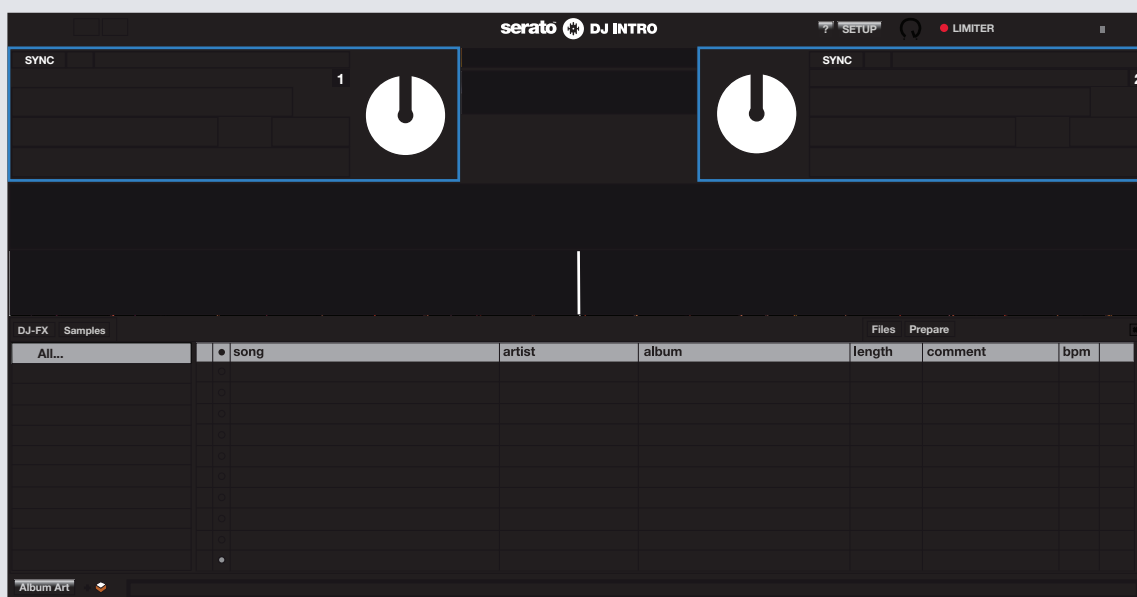 serato DJ INTRO ? SETUP LIMITER
SYNC SYNC
1 2
DJ-FX Samples Files Prepare
All... song artist album length comment bpm
Album Art